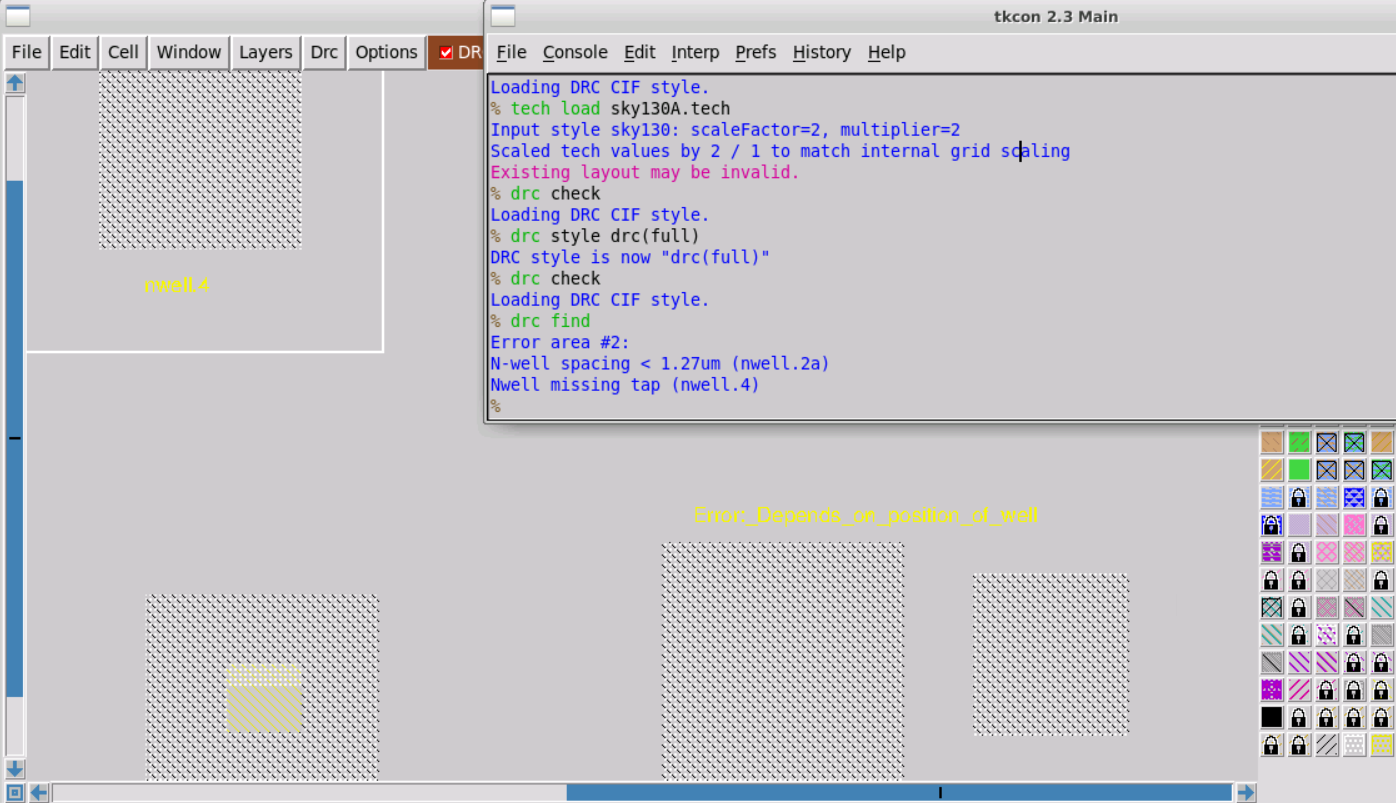 tkcon 2.3 Main
File Edit Cell Window Layers Drc Options DR
File Console Edit Interp Prefs History Help
Loading DRC CIF style.
% tech load sky130A.tech
Input style sky130: scaleFactor=2, multiplier=2
Scaled tech values by 2 / 1 to match internal grid scaling
Existing layout may be invalid.
% drc check
Loading DRC CIF style.
% drc style drc(full)
DRC style is now "drc(full)"
% drc check
Loading DRC CIF style.
% drc find
Error area #2:
N-well spacing < 1.27um (nwell.2a)
Nwell missing tap (nwell.4)
%
nwell.4
Error:_Depends_on_position_of_well